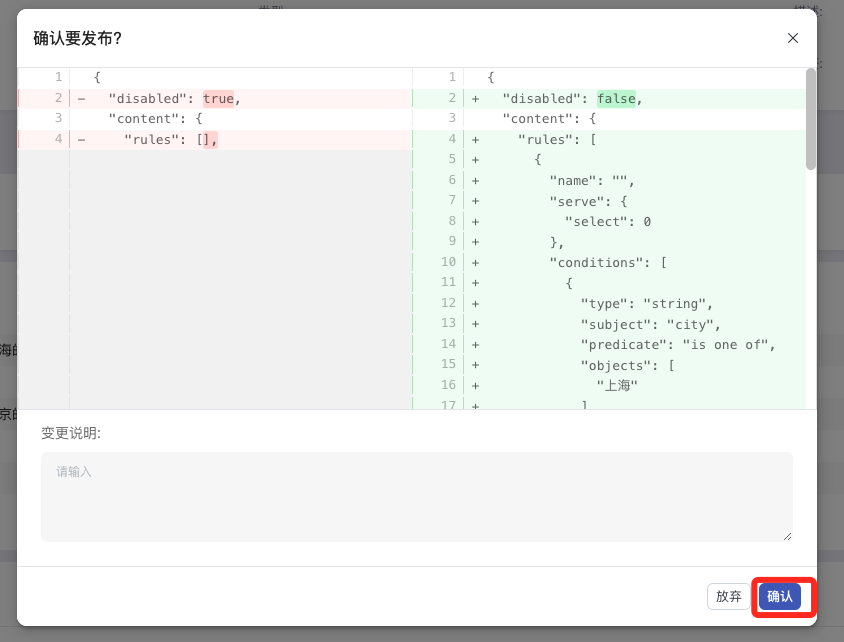 确认要发布?
1 {
2 - "disabled": true,
3 "content": {
4 - "rules": [],
1 {
2 + "disabled": false,
3 "content": {
4 + "rules": [
5 + {
6 + "name": "",
7 + "serve": {
8 + "select": 0
9 + },
10 + "conditions": [
11 + {
12 + "type": "string",
13 + "subject": "city",
14 + "predicate": "is one of",
15 + "objects": [
16 + "上海"
17 + ]
变更说明:
请输入
放弃
确认